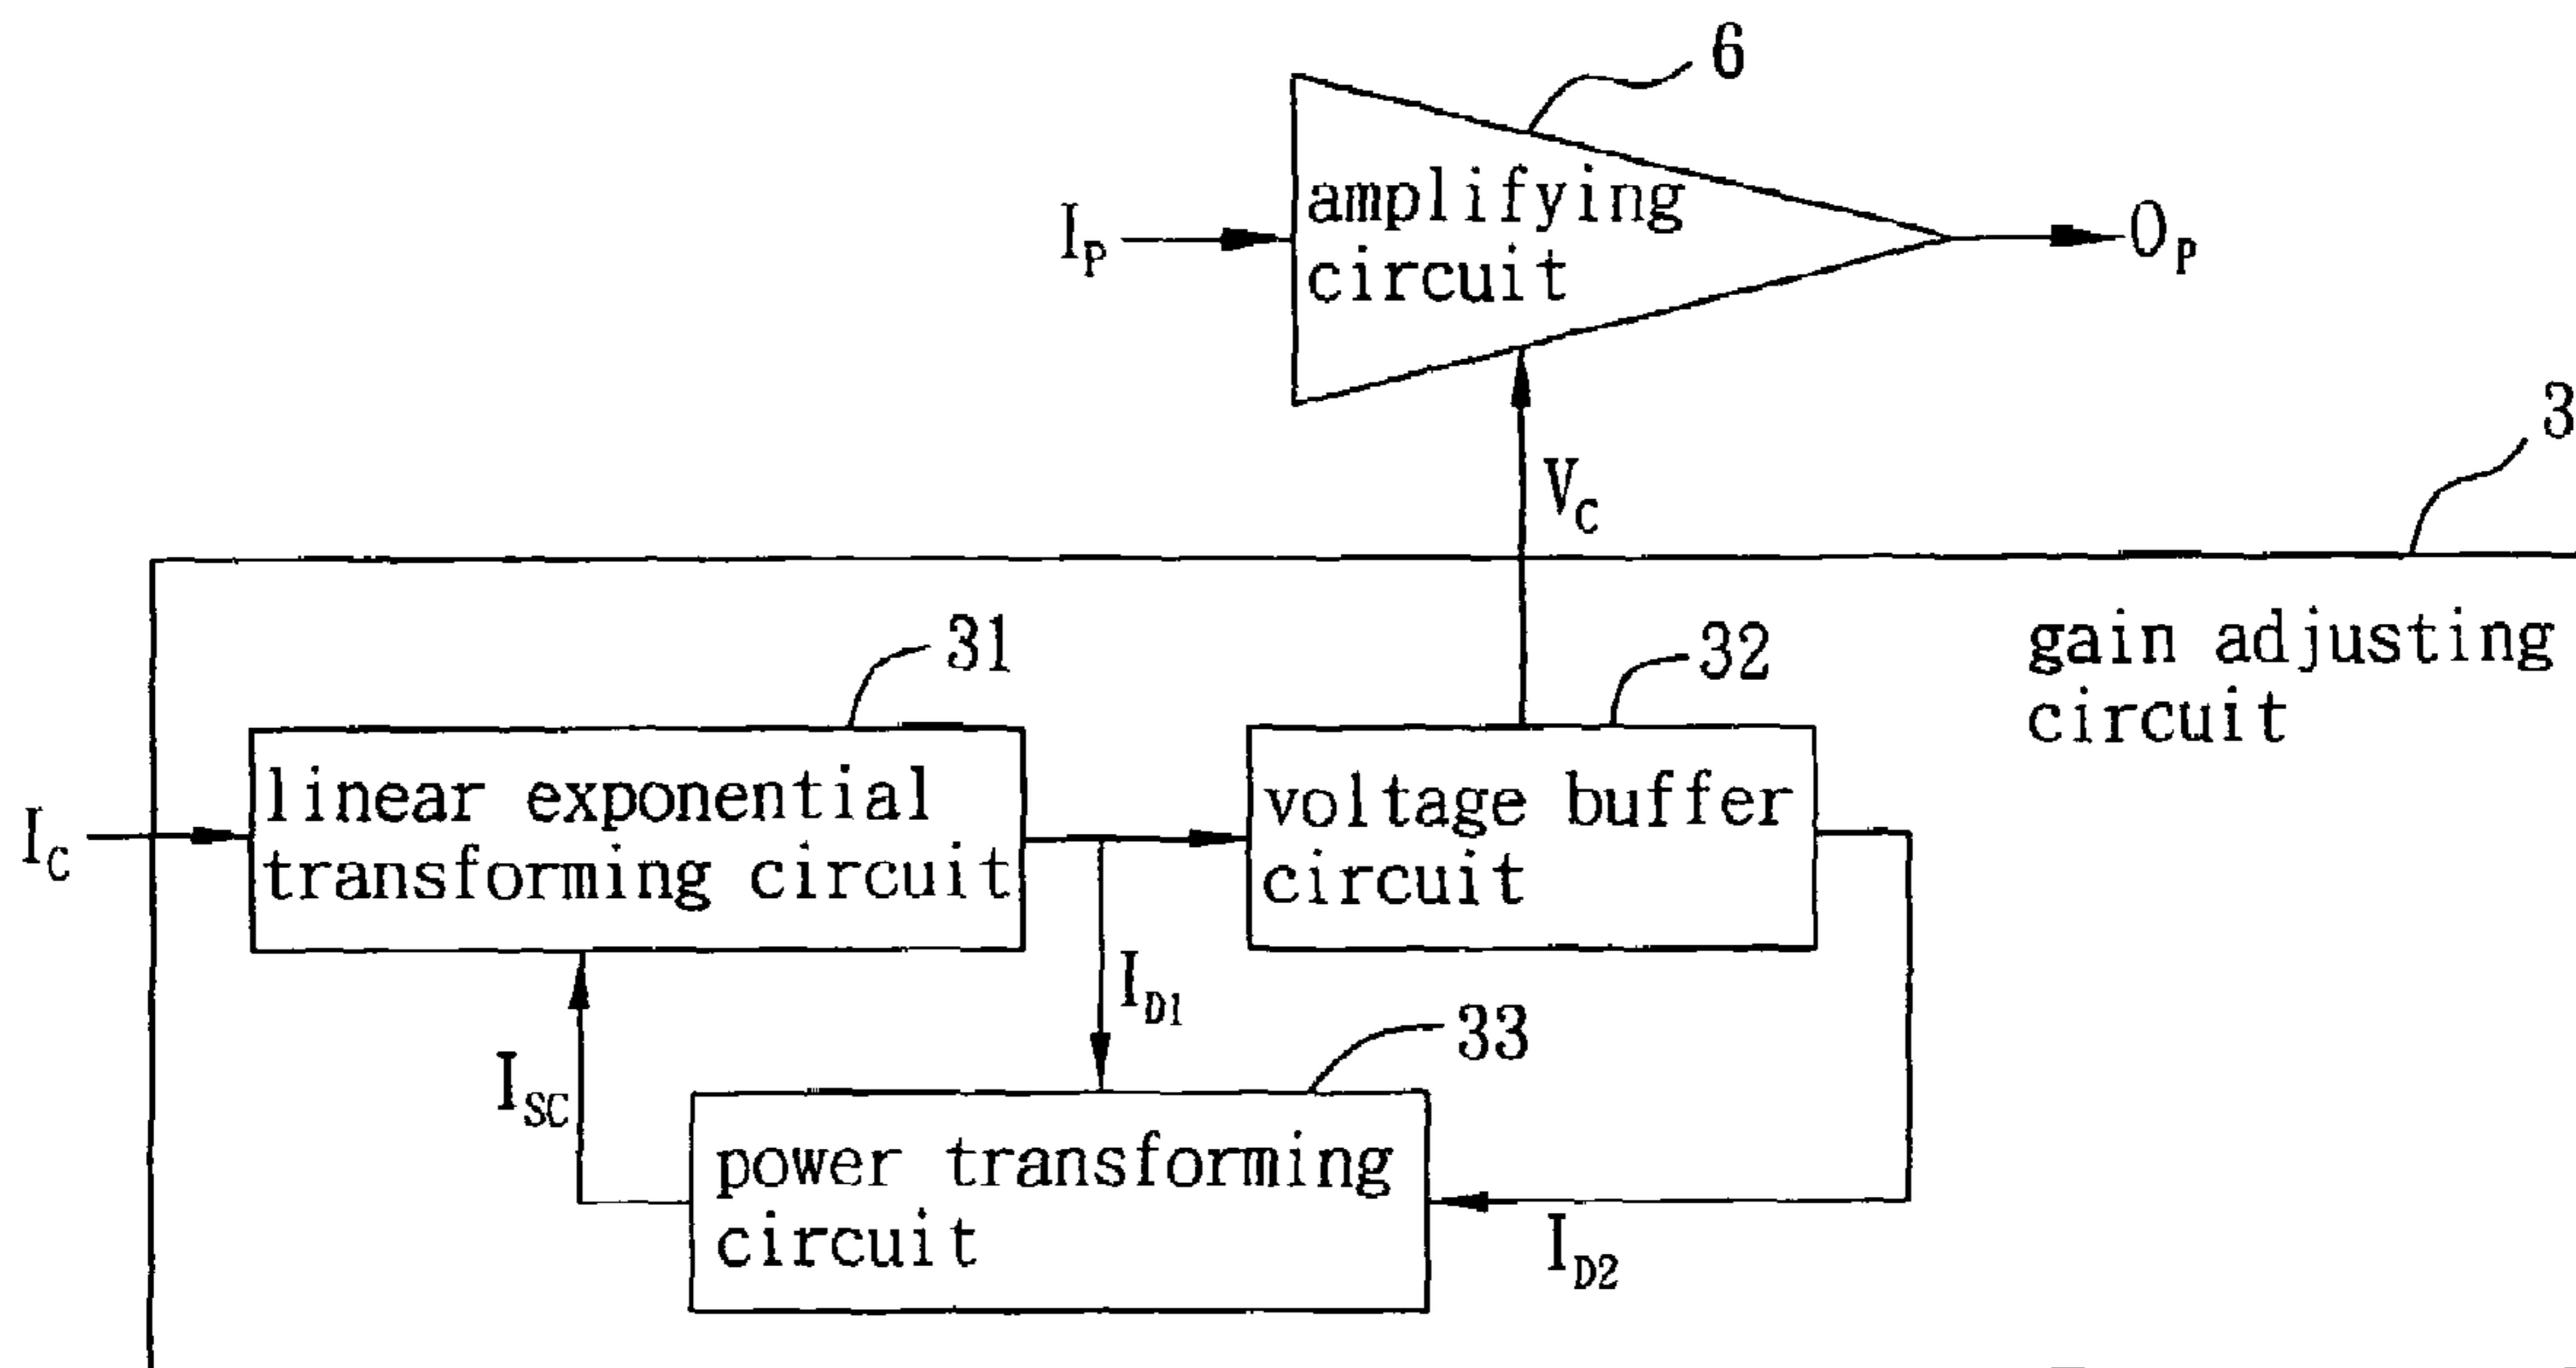 6
amplifying
circuit
I_P
O_P
3
V_C
gain adjusting
circuit
31
32
linear exponential
transforming circuit
voltage buffer
circuit
I_C
I_D1
I_SC
33
power transforming
circuit
I_D2